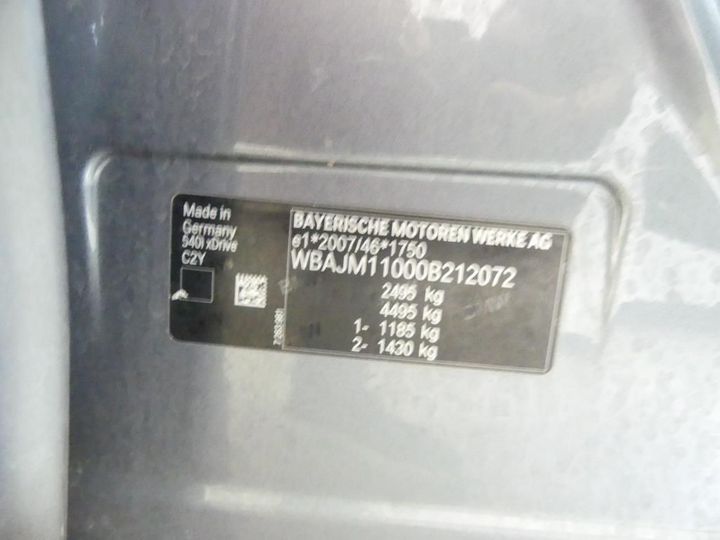 Made in
Germany
540i xDrive
C2Y
BAYERISCHE MOTOREN WERKE AG
e1*2007/46*1750
WBAJM11000B212072
2495 kg
4495 kg
1- 1185 kg
2- 1430 kg